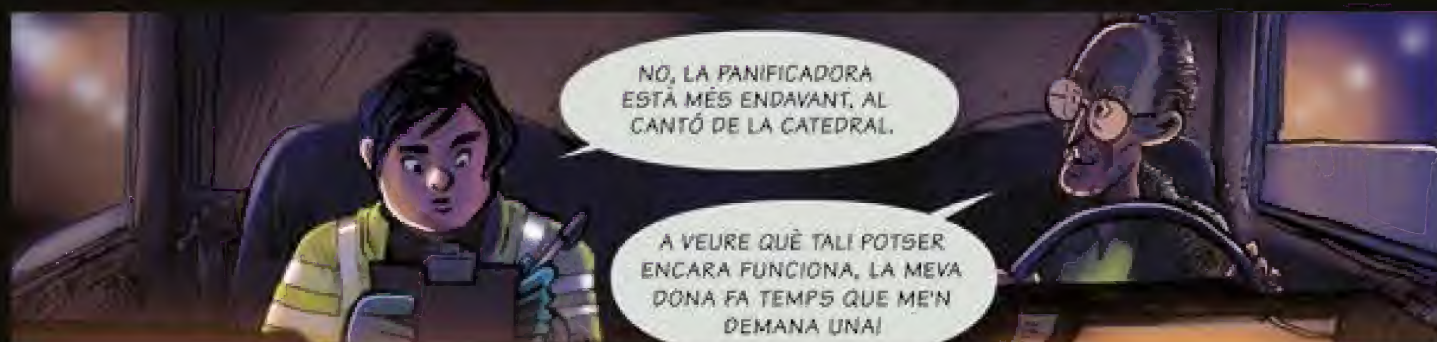 NO, LA PANIFICADORA
ESTÀ MÉS ENDAVANT, AL
CANTÓ DE LA CATEDRAL.
A VEURE QUÈ TAL! POTSER
ENCARA FUNCIONA, LA MEVA
DONA FA TEMPS QUE ME'N
DEMANA UNA!